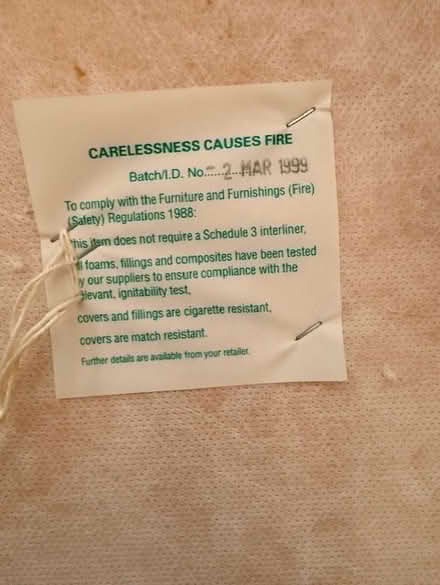 CARELESSNESS CAUSES FIRE
Batch/I.D. No. 2 MAR 1999
To comply with the Furniture and Furnishings (Fire)
(Safety) Regulations 1988:
this item does not require a Schedule 3 interliner,
foams, fillings and composites have been tested
our suppliers to ensure compliance with the
ignitability test,
covers and fillings are cigarette resistant,
covers are match resistant.
Further details are available from your retailer.